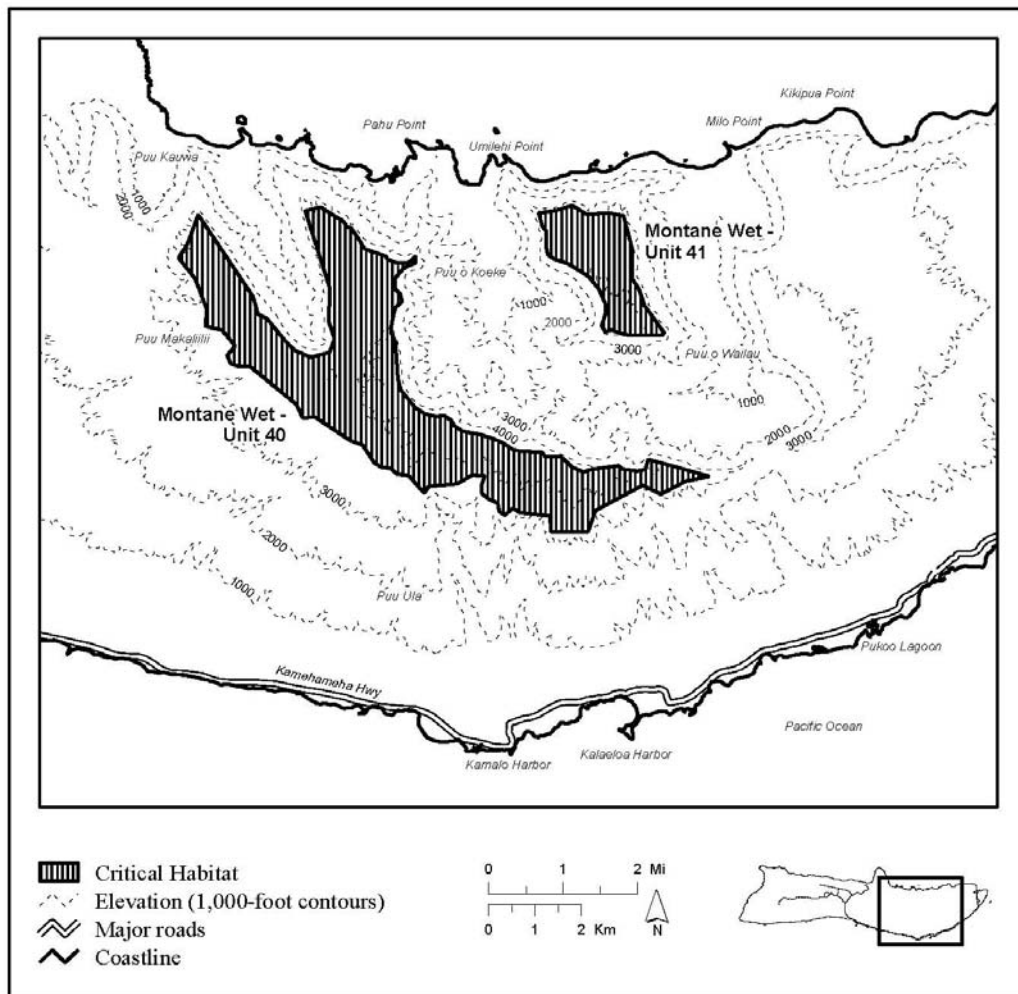 Kikipua Point
Milo Point
Pahu Point
Umilehi Point
Puu Kauwa
1000
2000
Montane Wet -
Unit 41
Puu o Koeke
1000
2000
3000
Puu Makaliilii
Puu o Wailau
1000
Montane Wet -
Unit 40
3000
4000
2000
3000
3000
2000
1000
Puu Ula
Pukoo Lagoon
Kamehameha Hwy
Pacific Ocean
Kamalo Harbor
Kalaeloa Harbor
Critical Habitat
Elevation (1,000-foot contours)
Major roads
Coastline
0 1 2 Mi
0 1 2 Km
N